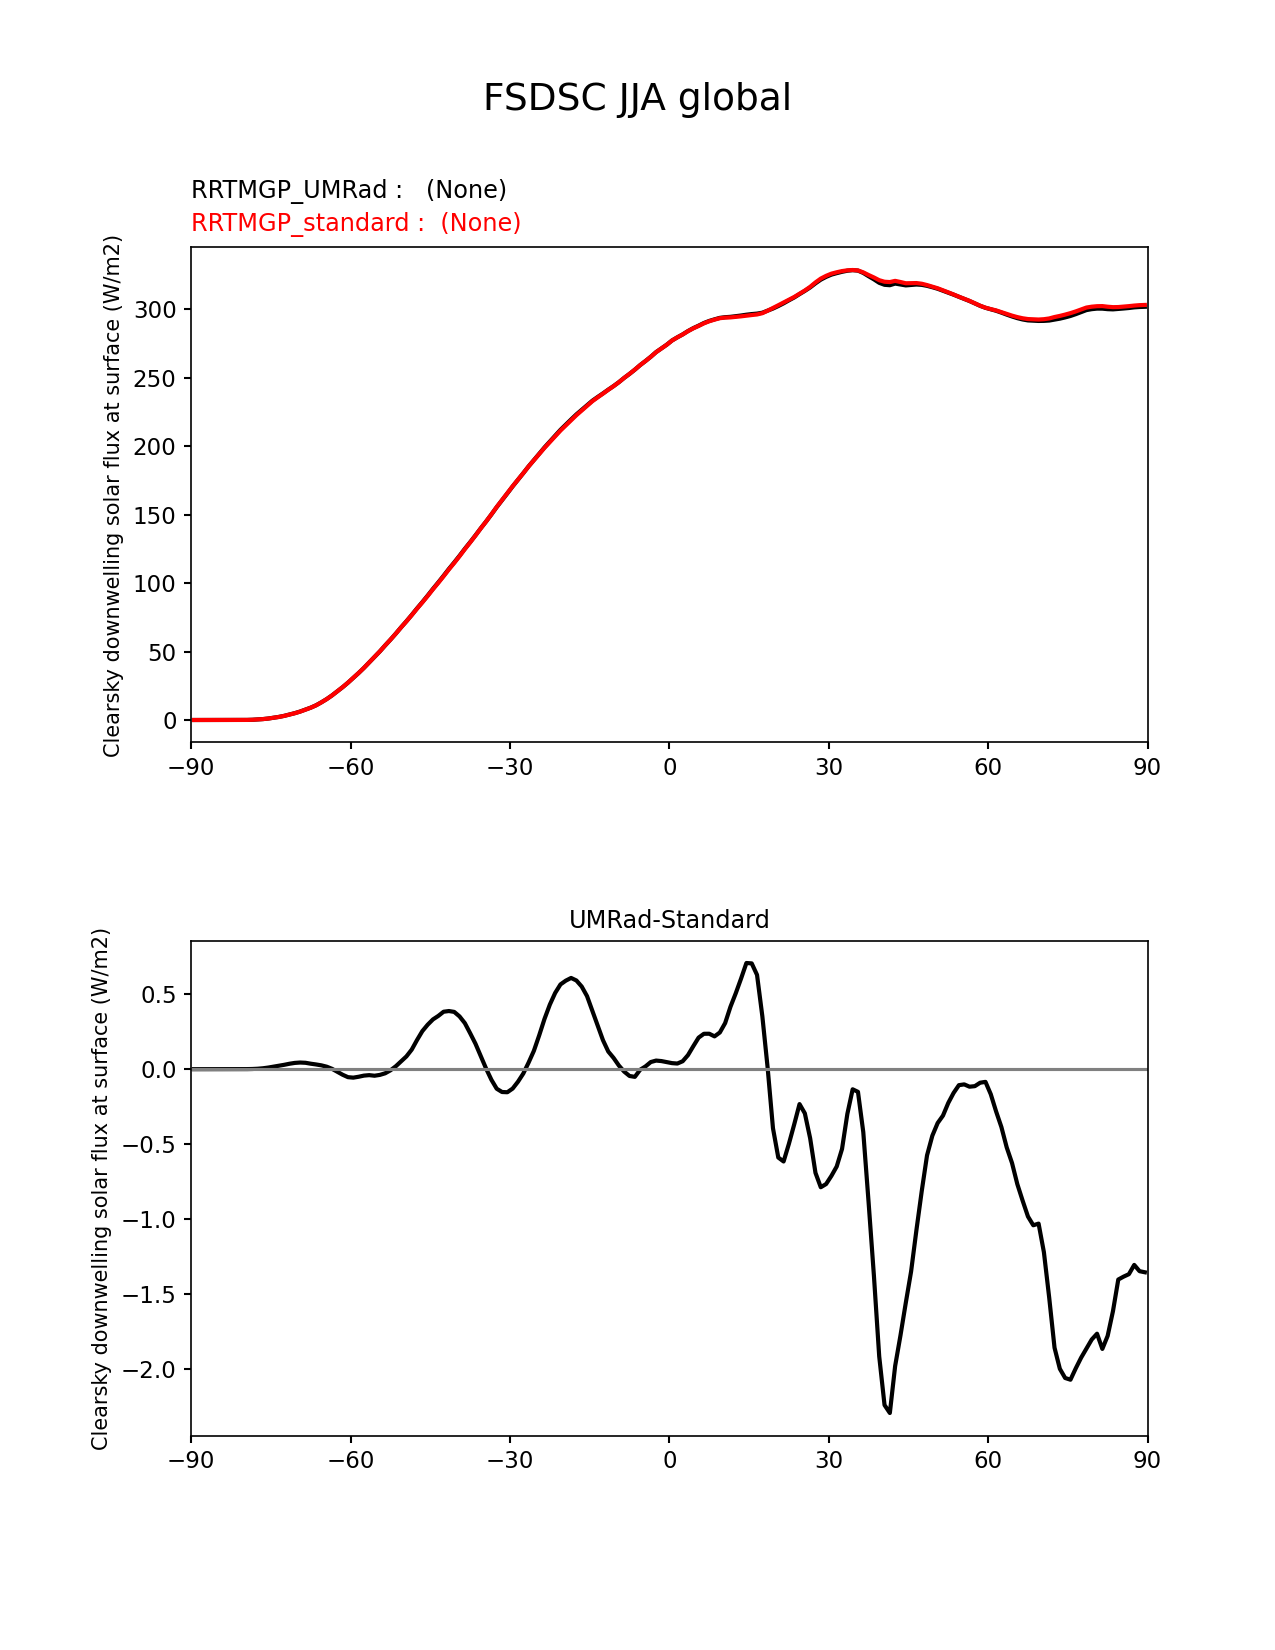 FSDSC JJA global
RRTMGP_UMRad :   (None)
RRTMGP_standard :  (None)
Clearsky downwelling solar flux at surface (W/m2)
300
250
200
150
100
50
0
−90 −60 −30 0 30 60 90
UMRad-Standard
Clearsky downwelling solar flux at surface (W/m2)
0.5
0.0
−0.5
−1.0
−1.5
−2.0
−90 −60 −30 0 30 60 90